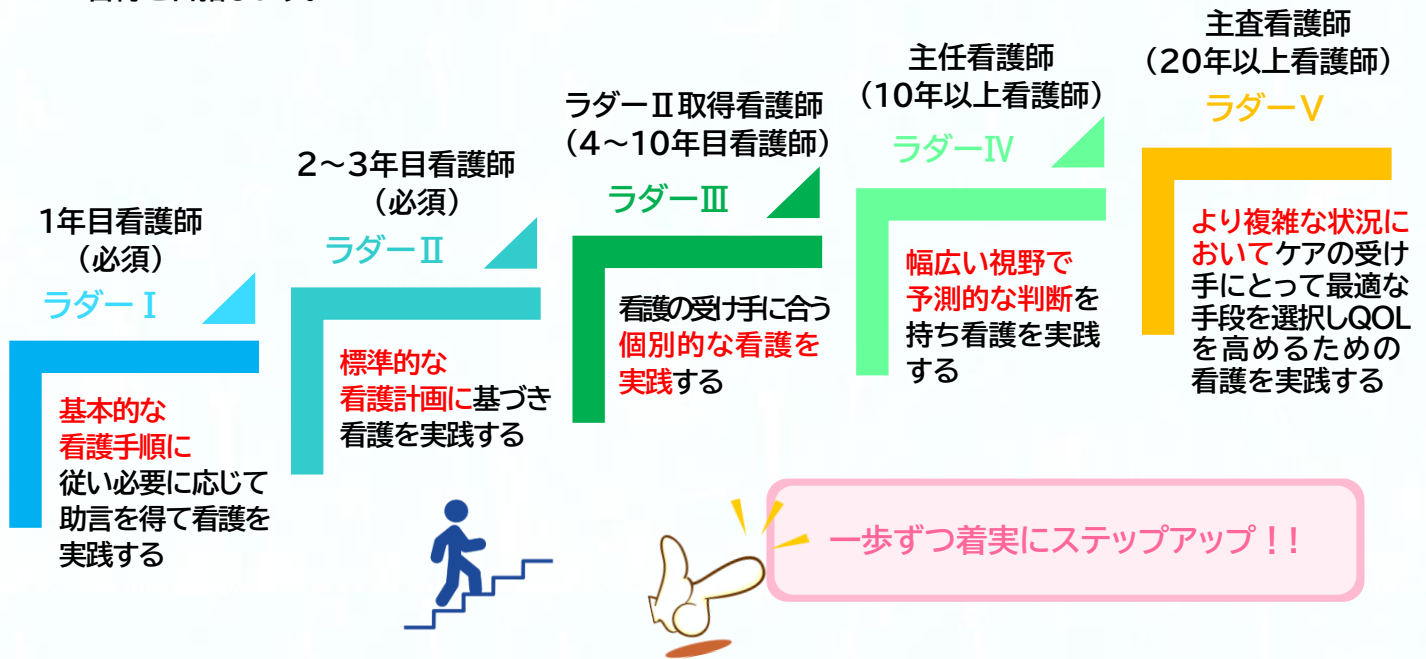 1年目看護師
（必須）
ラダーⅠ
基本的な
看護手順に
従い必要に応じて
助言を得て看護を
実践する
2～3年目看護師
（必須）
ラダーⅡ
標準的な
看護計画に基づき
看護を実践する
ラダーⅡ取得看護師
（4～10年目看護師）
ラダーⅢ
看護の受け手に合う
個別的な看護を
実践する
主任看護師
（10年以上看護師）
ラダーⅣ
幅広い視野で
予測的な判断を
持ち看護を実践
する
主査看護師
（20年以上看護師）
ラダーⅤ
より複雑な状況に
おいてケアの受け
手にとって最適な
手段を選択しQOL
を高めるための
看護を実践する
一歩ずつ着実にステップアップ！！